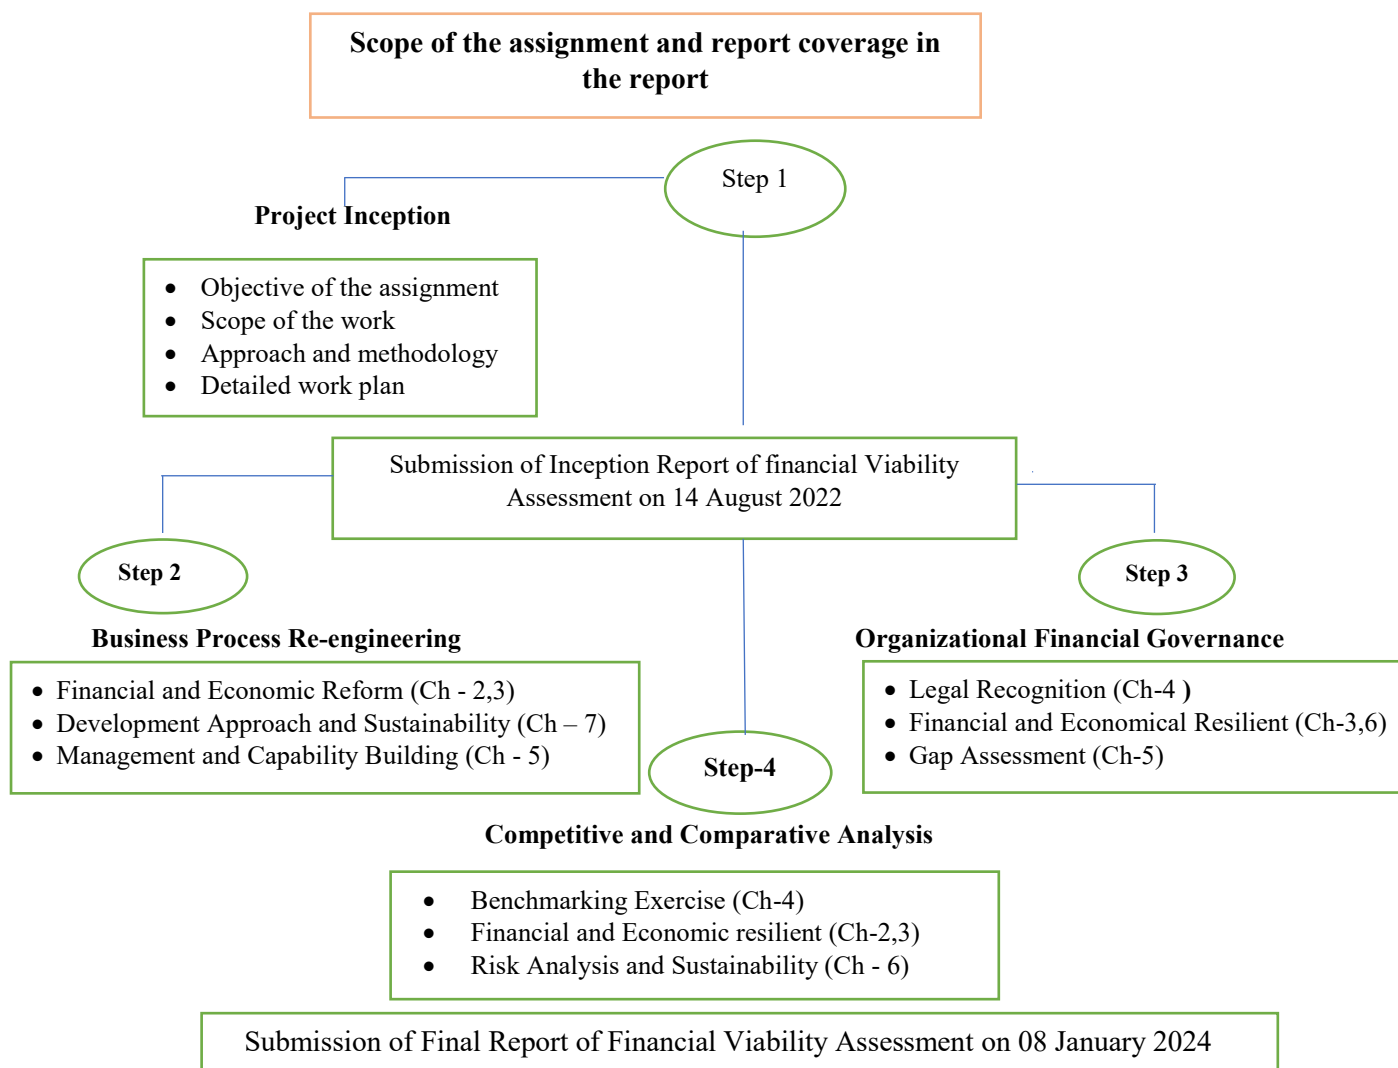 Scope of the assignment and report coverage in
the report
Step 1
Project Inception
• Objective of the assignment
• Scope of the work
• Approach and methodology
• Detailed work plan
Submission of Inception Report of financial Viability
Assessment on 14 August 2022
Step 2
Business Process Re-engineering
• Financial and Economic Reform (Ch - 2,3)
• Development Approach and Sustainability (Ch – 7)
• Management and Capability Building (Ch - 5)
Step 3
Organizational Financial Governance
• Legal Recognition (Ch-4 )
• Financial and Economical Resilient (Ch-3,6)
• Gap Assessment (Ch-5)
Step-4
Competitive and Comparative Analysis
• Benchmarking Exercise (Ch-4)
• Financial and Economic resilient (Ch-2,3)
• Risk Analysis and Sustainability (Ch - 6)
Submission of Final Report of Financial Viability Assessment on 08 January 2024